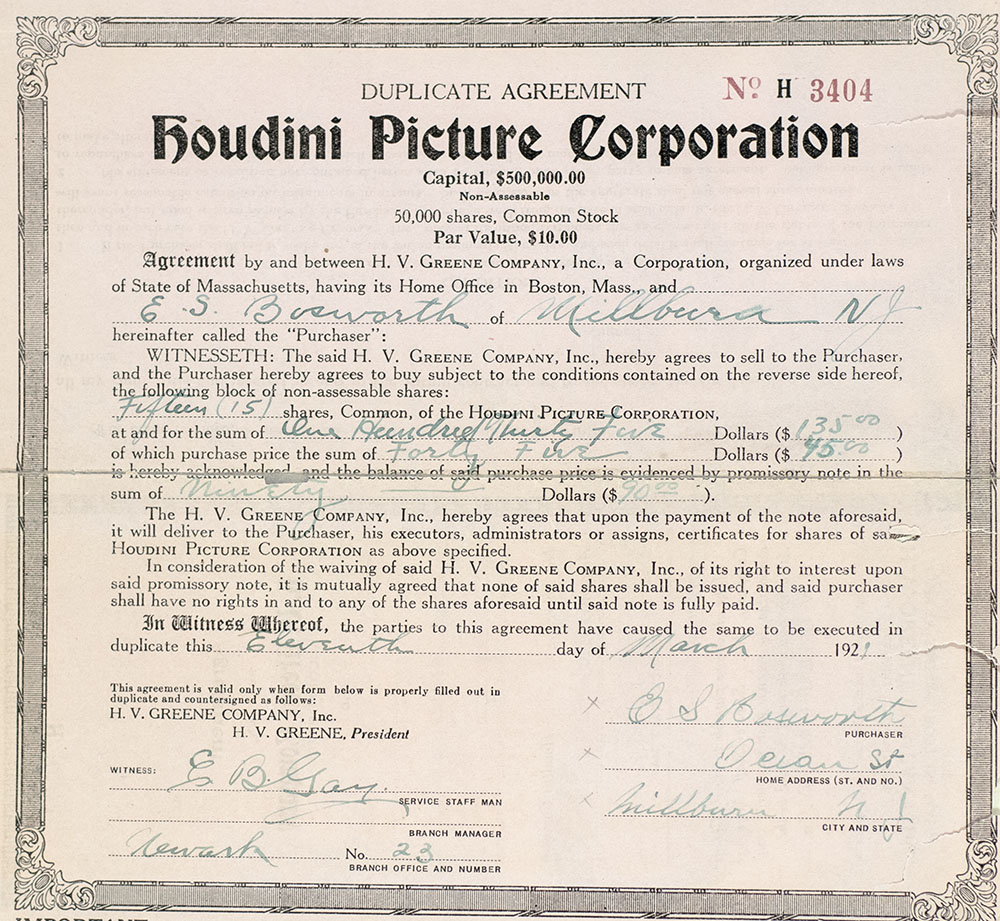 DUPLICATE AGREEMENT Nº H 3404
Houdini Picture Corporation
Capital, $500,000.00
Non-Assessable
50,000 shares, Common Stock
Par Value, $10.00
Agreement by and between H. V. GREENE COMPANY, INC., a Corporation, organized under laws
of State of Massachusetts, having its Home Office in Boston, Mass., and
E. S. Bosworth of Millburn NJ
hereinafter called the "Purchaser":
WITNESSETH: The said H. V. GREENE COMPANY, INC., hereby agrees to sell to the Purchaser,
and the Purchaser hereby agrees to buy subject to the conditions contained on the reverse side hereof,
the following block of non-assessable shares:
Fifteen (15) shares, Common, of the HOUDINI PICTURE CORPORATION,
at and for the sum of One Hundred Thirty Five Dollars ($ 135.00 )
of which purchase price the sum of Forty Five Dollars ($ 45.00 )
is hereby acknowledged, and the balance of said purchase price is evidenced by promissory note in the
sum of Ninety Dollars ($ 90.00 ).
The H. V. GREENE COMPANY, INC., hereby agrees that upon the payment of the note aforesaid,
it will deliver to the Purchaser, his executors, administrators or assigns, certificates for shares of said
HOUDINI PICTURE CORPORATION as above specified.
In consideration of the waiving of said H. V. GREENE COMPANY, INC., of its right to interest upon
said promissory note, it is mutually agreed that none of said shares shall be issued, and said purchaser
shall have no rights in and to any of the shares aforesaid until said note is fully paid.
In Witness Whereof, the parties to this agreement have caused the same to be executed in
duplicate this Eleventh day of March 1921
This agreement is valid only when form below is properly filled out in
duplicate and countersigned as follows:
H. V. GREENE COMPANY, Inc.
H. V. GREENE, President
x E S Bosworth
PURCHASER
x Ocean St
HOME ADDRESS (ST. AND NO.)
x Millburn N J
CITY AND STATE
WITNESS: E B. Gay.
SERVICE STAFF MAN
BRANCH MANAGER
Newark No. 23
BRANCH OFFICE AND NUMBER
IMPORTANT